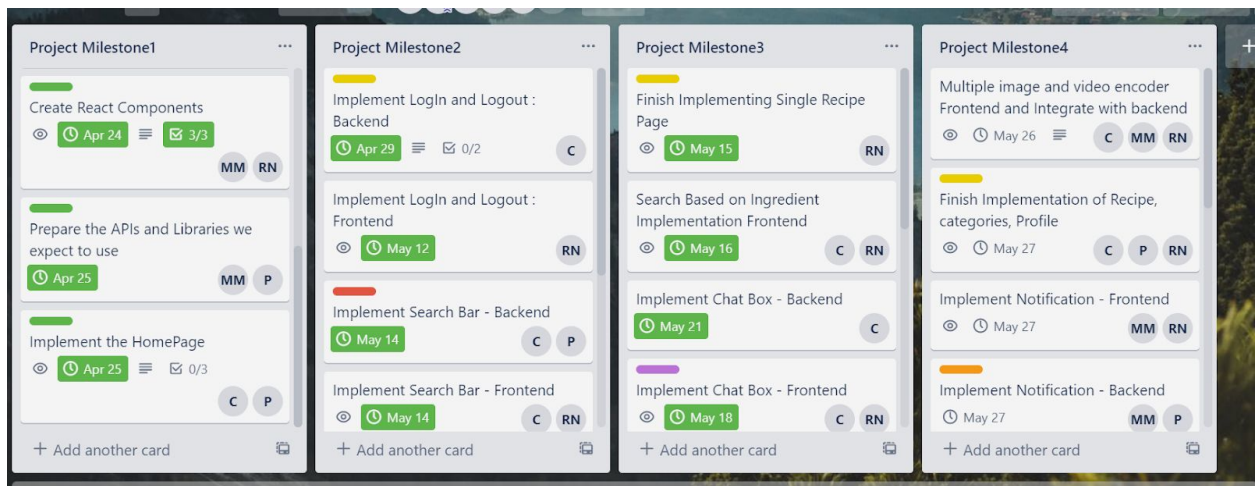 Project Milestone1
Create React Components
Apr 24
3/3
MM RN
Prepare the APIs and Libraries we
expect to use
Apr 25
MM P
Implement the HomePage
Apr 25
0/3
C P
+ Add another card
Project Milestone2
Implement LogIn and Logout :
Backend
Apr 29
0/2
C
Implement LogIn and Logout :
Frontend
May 12
RN
Implement Search Bar - Backend
May 14
C P
Implement Search Bar - Frontend
May 14
C RN
+ Add another card
Project Milestone3
Finish Implementing Single Recipe
Page
May 15
RN
Search Based on Ingredient
Implementation Frontend
May 16
C RN
Implement Chat Box - Backend
May 21
C
Implement Chat Box - Frontend
May 18
C RN
+ Add another card
Project Milestone4
Multiple image and video encoder
Frontend and Integrate with backend
May 26
C MM RN
Finish Implementation of Recipe,
categories, Profile
May 27
C P RN
Implement Notification - Frontend
May 27
MM RN
Implement Notification - Backend
May 27
MM P
+ Add another card
+